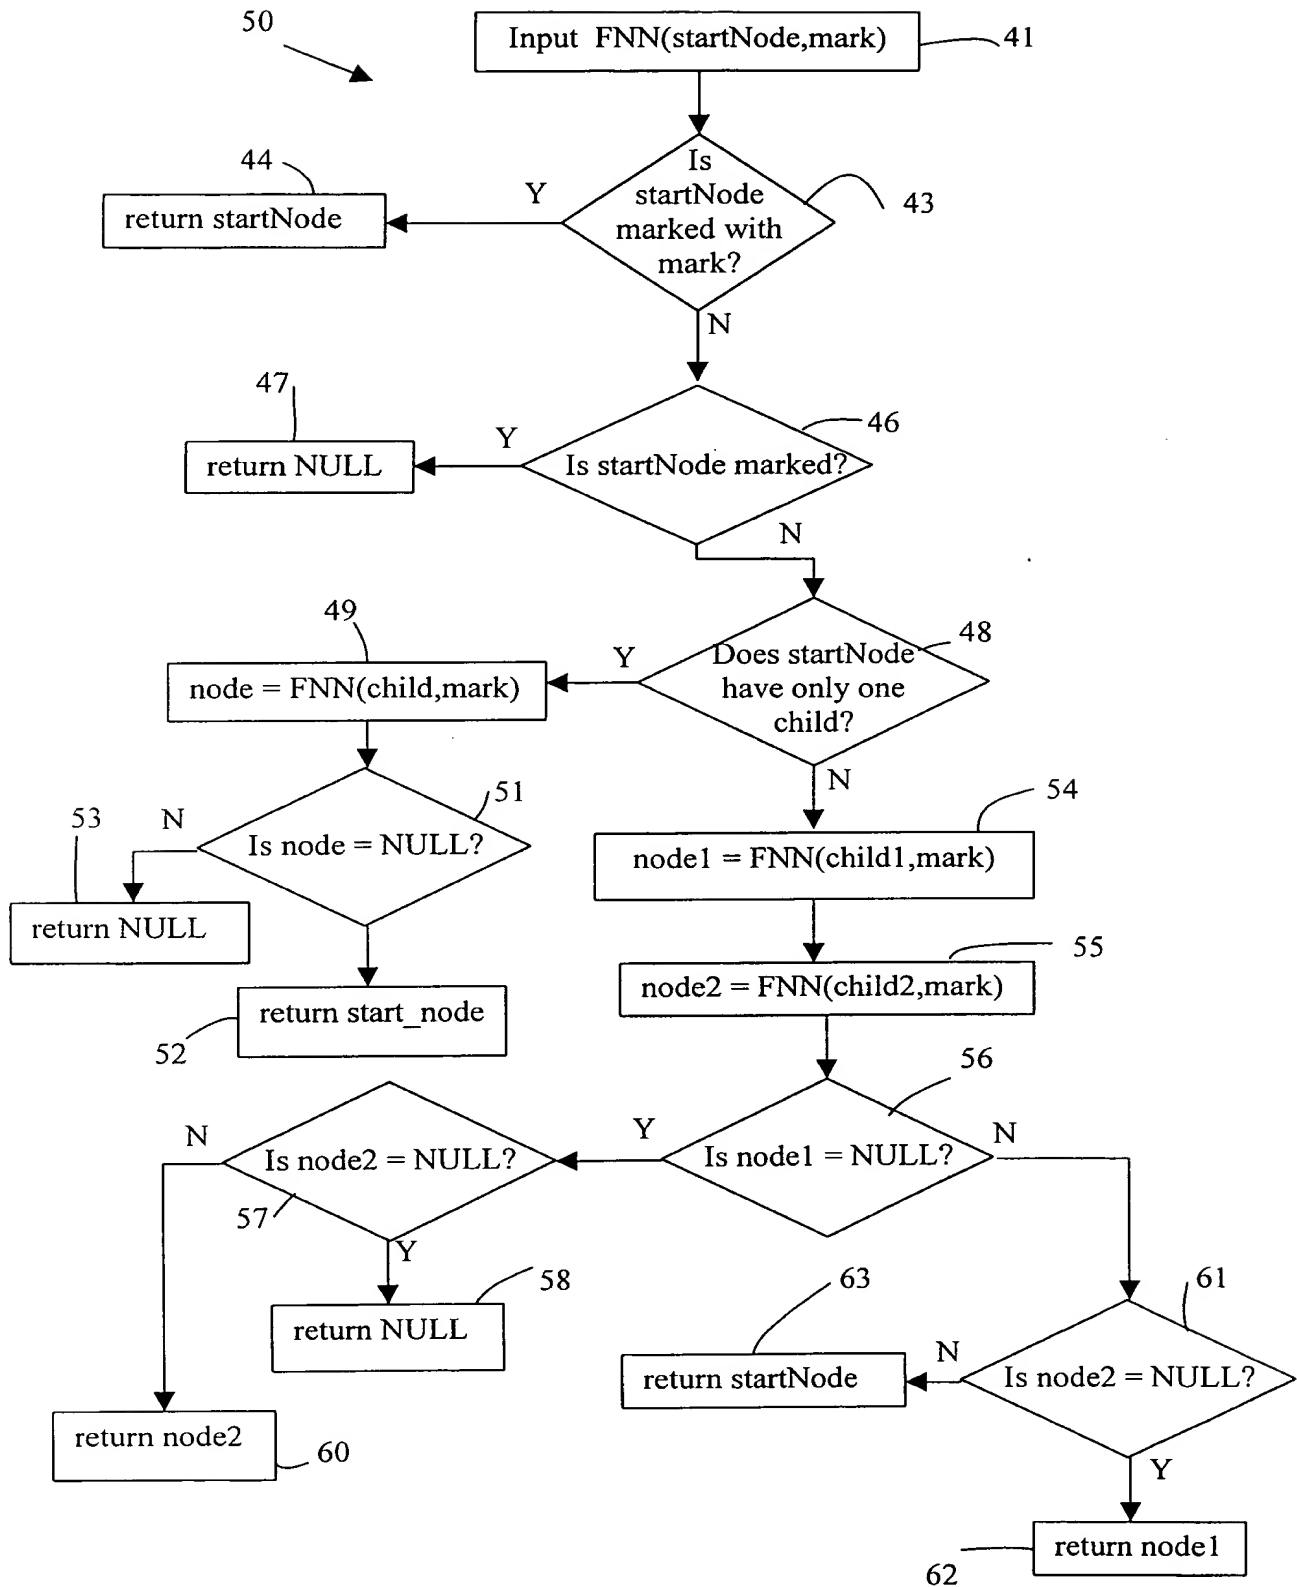 50
Input FNN(startNode,mark)
41
44
Is
startNode
marked with
mark?
Y
43
return startNode
N
47
46
Y
return NULL
Is startNode marked?
N
49
48
Y
Does startNode
have only one
child?
node = FNN(child,mark)
N
51
54
53
N
Is node = NULL?
node1 = FNN(child1,mark)
return NULL
55
node2 = FNN(child2,mark)
return start_node
52
56
N
Y
N
Is node2 = NULL?
Is node1 = NULL?
57
Y
58
63
61
return NULL
N
return startNode
Is node2 = NULL?
return node2
60
Y
return node1
62